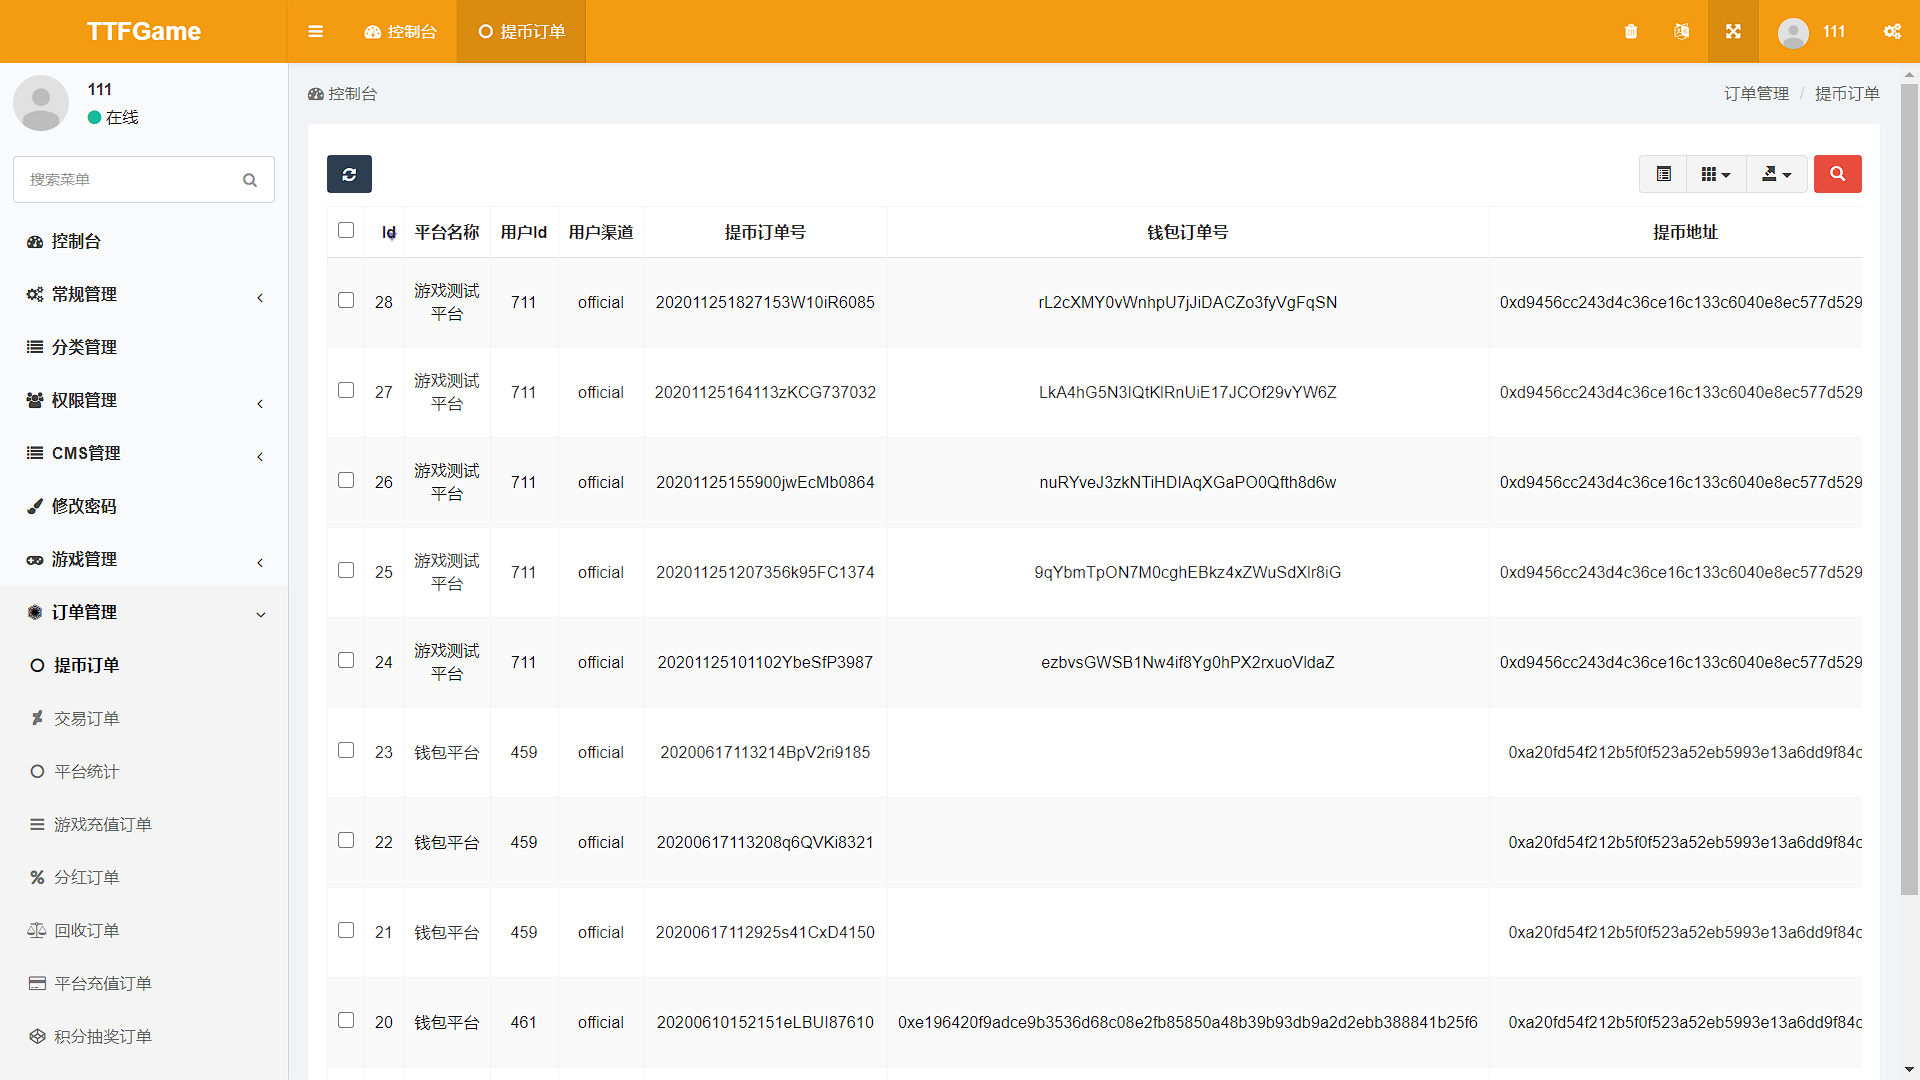 TTFGame
控制台
提币订单
111
111
在线
搜索菜单
控制台
常规管理
分类管理
权限管理
CMS管理
修改密码
游戏管理
订单管理
提币订单
交易订单
平台统计
游戏充值订单
分红订单
回收订单
平台充值订单
积分抽奖订单
控制台
订单管理 / 提币订单
Id 平台名称 用户Id 用户渠道 提币订单号 钱包订单号 提币地址
28 游戏测试平台 711 official 202011251827153W10iR6085 rL2cXMY0vWnhpU7jJiDACZo3fyVgFqSN 0xd9456cc243d4c36ce16c133c6040e8ec577d529
27 游戏测试平台 711 official 20201125164113zKCG737032 LkA4hG5N3IQtKlRnUiE17JCOf29vYW6Z 0xd9456cc243d4c36ce16c133c6040e8ec577d529
26 游戏测试平台 711 official 20201125155900jwEcMb0864 nuRYveJ3zkNTiHDIAqXGaPO0Qfth8d6w 0xd9456cc243d4c36ce16c133c6040e8ec577d529
25 游戏测试平台 711 official 202011251207356k95FC1374 9qYbmTpON7M0cghEBkz4xZWuSdXlr8iG 0xd9456cc243d4c36ce16c133c6040e8ec577d529
24 游戏测试平台 711 official 20201125101102YbeSfP3987 ezbvsGWSB1Nw4if8Yg0hPX2rxuoVldaZ 0xd9456cc243d4c36ce16c133c6040e8ec577d529
23 钱包平台 459 official 20200617113214BpV2ri9185 0xa20fd54f212b5f0f523a52eb5993e13a6dd9f84c
22 钱包平台 459 official 20200617113208q6QVKi8321 0xa20fd54f212b5f0f523a52eb5993e13a6dd9f84c
21 钱包平台 459 official 20200617112925s41CxD4150 0xa20fd54f212b5f0f523a52eb5993e13a6dd9f84c
20 钱包平台 461 official 20200610152151eLBUI87610 0xe196420f9adce9b3536d68c08e2fb85850a48b39b93db9a2d2ebb388841b25f6 0xa20fd54f212b5f0f523a52eb5993e13a6dd9f84c